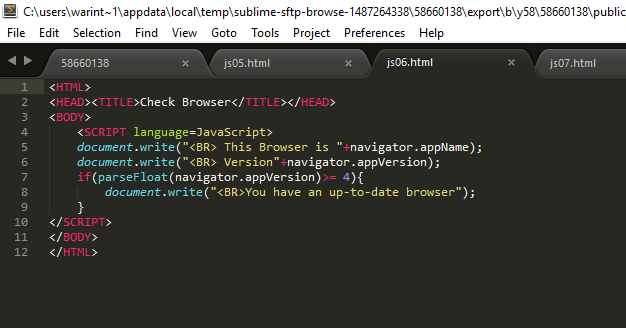 C:\users\warint~1\appdata\local\temp\sublime-sftp-browse-1487264338\58660138\export\b\y58\58660138\public
File Edit Selection Find View Goto Tools Project Preferences Help
58660138 × js05.html × js06.html × js07.html
1 <HTML>
2 <HEAD><TITLE>Check Browser</TITLE></HEAD>
3 <BODY>
4     <SCRIPT language=JavaScript>
5     document.write("<BR> This Browser is "+navigator.appName);
6     document.write("<BR> Version"+navigator.appVersion);
7     if(parseFloat(navigator.appVersion)>= 4){
8         document.write("<BR>You have an up-to-date browser");
9     }
10 </SCRIPT>
11 </BODY>
12 </HTML>